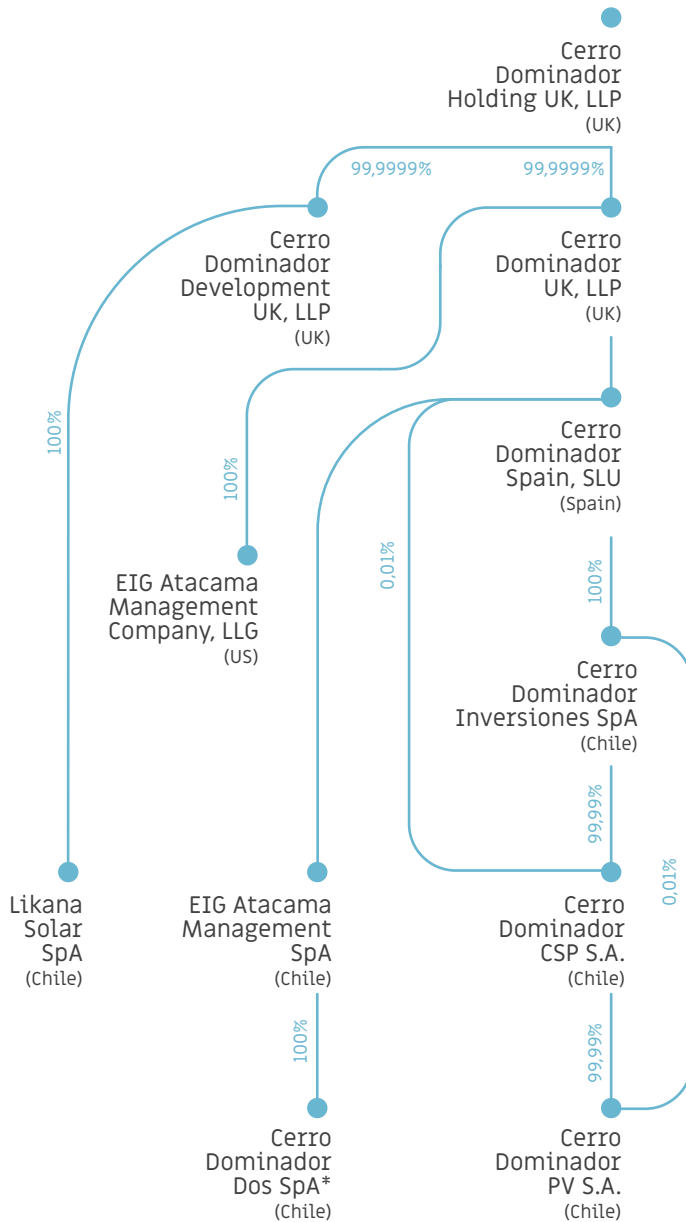 Cerro
Dominador
Holding UK, LLP
(UK)
99,9999%
99,9999%
Cerro
Dominador
Development
UK, LLP
(UK)
Cerro
Dominador
UK, LLP
(UK)
100%
100%
Cerro
Dominador
Spain, SLU
(Spain)
0,01%
100%
EIG Atacama
Management
Company, LLG
(US)
Cerro
Dominador
Inversiones SpA
(Chile)
99,99%
0,01%
Likana
Solar
SpA
(Chile)
EIG Atacama
Management
SpA
(Chile)
Cerro
Dominador
CSP S.A.
(Chile)
100%
99,99%
Cerro
Dominador
Dos SpA*
(Chile)
Cerro
Dominador
PV S.A.
(Chile)